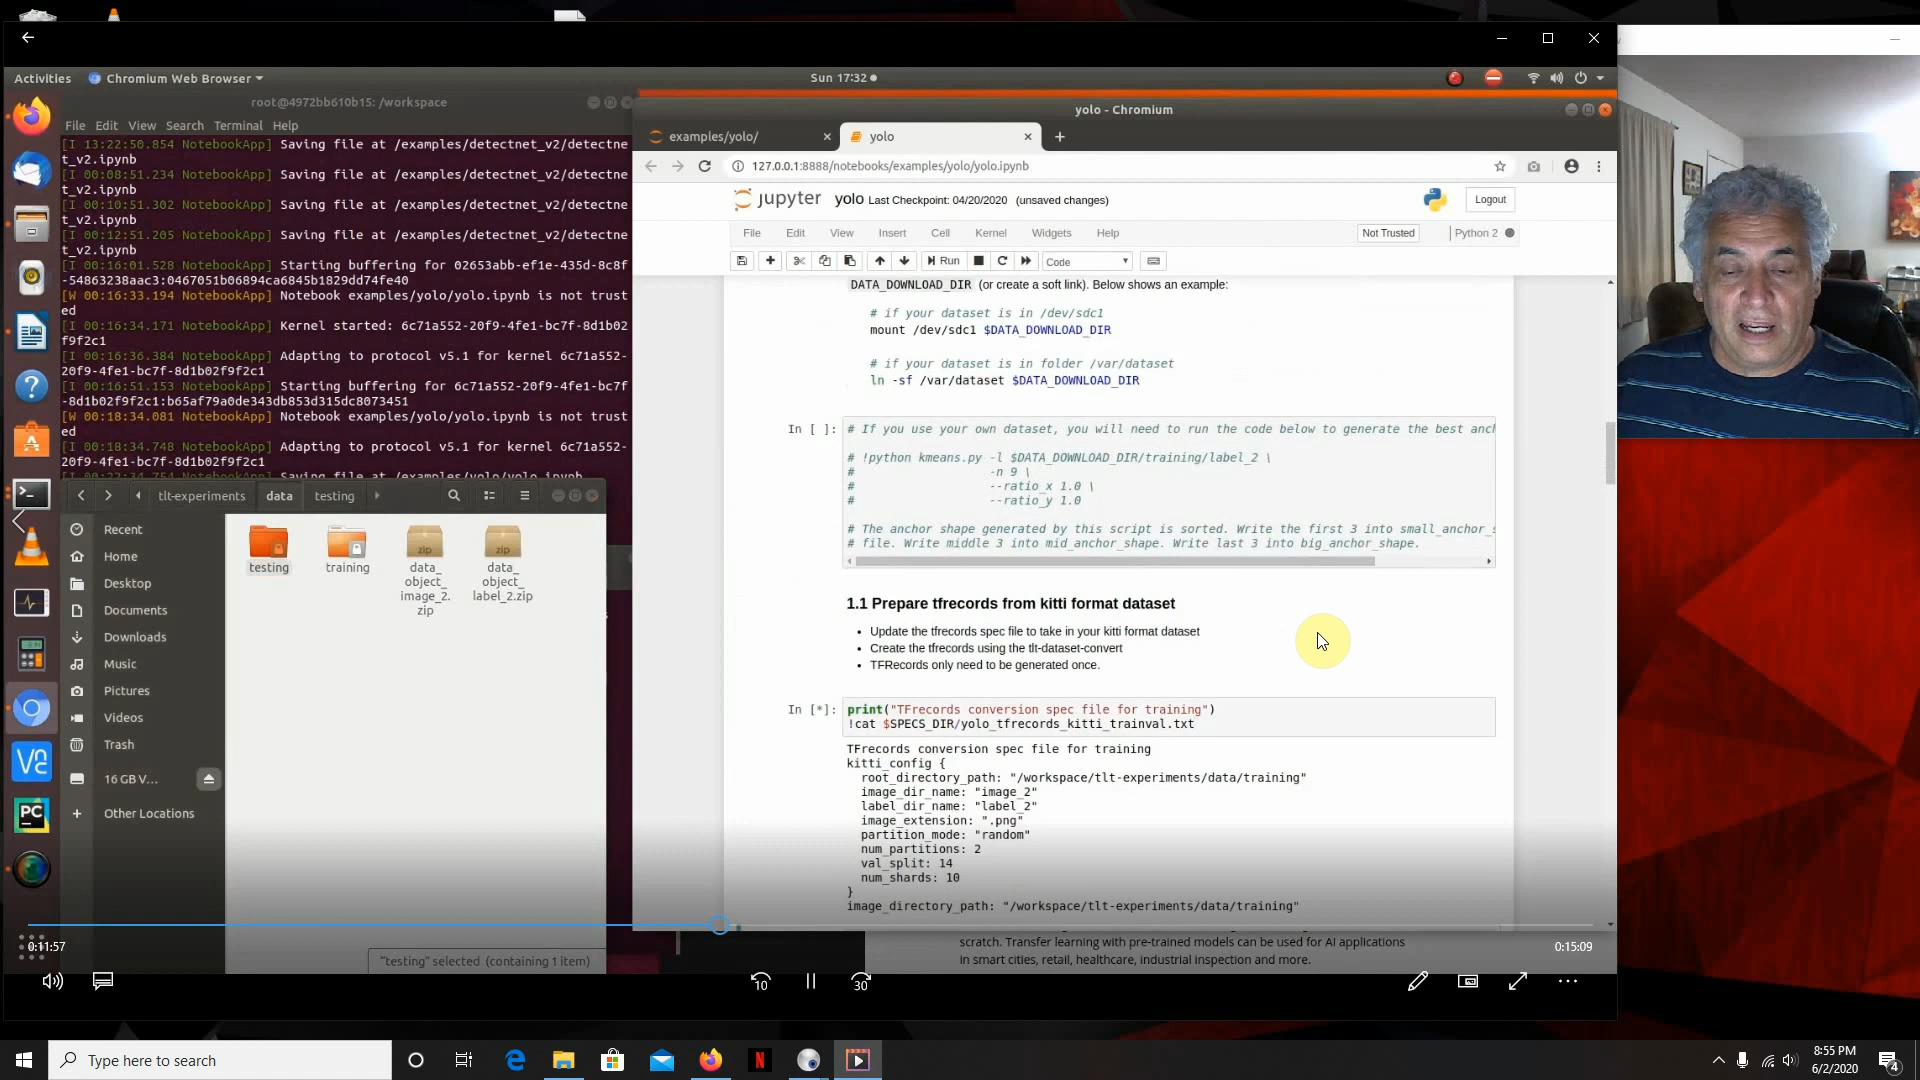 Activities
Chromium Web Browser
Sun 17:32
root@4972bb610b15: /workspace
File Edit View Search Terminal Help
[I 13:22:50.854 NotebookApp] Saving file at /examples/detectnet_v2/detectne
t_v2.ipynb
[I 00:08:51.234 NotebookApp] Saving file at /examples/detectnet_v2/detectne
t_v2.ipynb
[I 00:10:51.302 NotebookApp] Saving file at /examples/detectnet_v2/detectne
t_v2.ipynb
[I 00:12:51.205 NotebookApp] Saving file at /examples/detectnet_v2/detectne
t_v2.ipynb
[I 00:16:01.528 NotebookApp] Starting buffering for 02653abb-ef1e-435d-8c8f
-54863238aac3:0467051b06894ca6845b1829dd74fe40
[W 00:16:33.194 NotebookApp] Notebook examples/yolo/yolo.ipynb is not trust
ed
[I 00:16:34.171 NotebookApp] Kernel started: 6c71a552-20f9-4fe1-bc7f-8d1b02
f9f2c1
[I 00:16:36.384 NotebookApp] Adapting to protocol v5.1 for kernel 6c71a552-
20f9-4fe1-bc7f-8d1b02f9f2c1
[I 00:16:51.153 NotebookApp] Starting buffering for 6c71a552-20f9-4fe1-bc7f
-8d1b02f9f2c1:b65af79a0de343db853d315dc8073451
[W 00:18:34.081 NotebookApp] Notebook examples/yolo/yolo.ipynb is not trust
ed
[I 00:18:34.748 NotebookApp] Adapting to protocol v5.1 for kernel 6c71a552-
20f9-4fe1-bc7f-8d1b02f9f2c1
[I 00:22:34.754 NotebookApp] Saving file at /examples/yolo/yolo.ipynb
tlt-experiments data testing
Recent
Home
Desktop
Documents
Downloads
Music
Pictures
Videos
Trash
16 GB V...
Other Locations
testing
training
data_
object_
image_2.
zip
data_
object_
label_2.zip
zip
zip
"testing" selected (containing 1 item)
yolo - Chromium
examples/yolo/
yolo
127.0.0.1:8888/notebooks/examples/yolo/yolo.ipynb
jupyter yolo Last Checkpoint: 04/20/2020 (unsaved changes)
Logout
File Edit View Insert Cell Kernel Widgets Help
Not Trusted
Python 2
Run
Code
DATA_DOWNLOAD_DIR (or create a soft link). Below shows an example:
# if your dataset is in /dev/sdc1
mount /dev/sdc1 $DATA_DOWNLOAD_DIR
# if your dataset is in folder /var/dataset
ln -sf /var/dataset $DATA_DOWNLOAD_DIR
In [ ]:
# If you use your own dataset, you will need to run the code below to generate the best anch
# !python kmeans.py -l $DATA_DOWNLOAD_DIR/training/label_2 \
# -n 9 \
# --ratio_x 1.0 \
# --ratio_y 1.0
# The anchor shape generated by this script is sorted. Write the first 3 into small_anchor_s
# file. Write middle 3 into mid_anchor_shape. Write last 3 into big_anchor_shape.
1.1 Prepare tfrecords from kitti format dataset
• Update the tfrecords spec file to take in your kitti format dataset
• Create the tfrecords using the tlt-dataset-convert
• TFRecords only need to be generated once.
In [*]:
print("TFrecords conversion spec file for training")
!cat $SPECS_DIR/yolo_tfrecords_kitti_trainval.txt
TFrecords conversion spec file for training
kitti_config {
root_directory_path: "/workspace/tlt-experiments/data/training"
image_dir_name: "image_2"
label_dir_name: "label_2"
image_extension: ".png"
partition_mode: "random"
num_partitions: 2
val_split: 14
num_shards: 10
}
image_directory_path: "/workspace/tlt-experiments/data/training"
scratch. Transfer learning with pre-trained models can be used for AI applications
in smart cities, retail, healthcare, industrial inspection and more.
0:11:57
0:15:09
10
30
PC
N
Type here to search
8:55 PM
6/2/2020
4